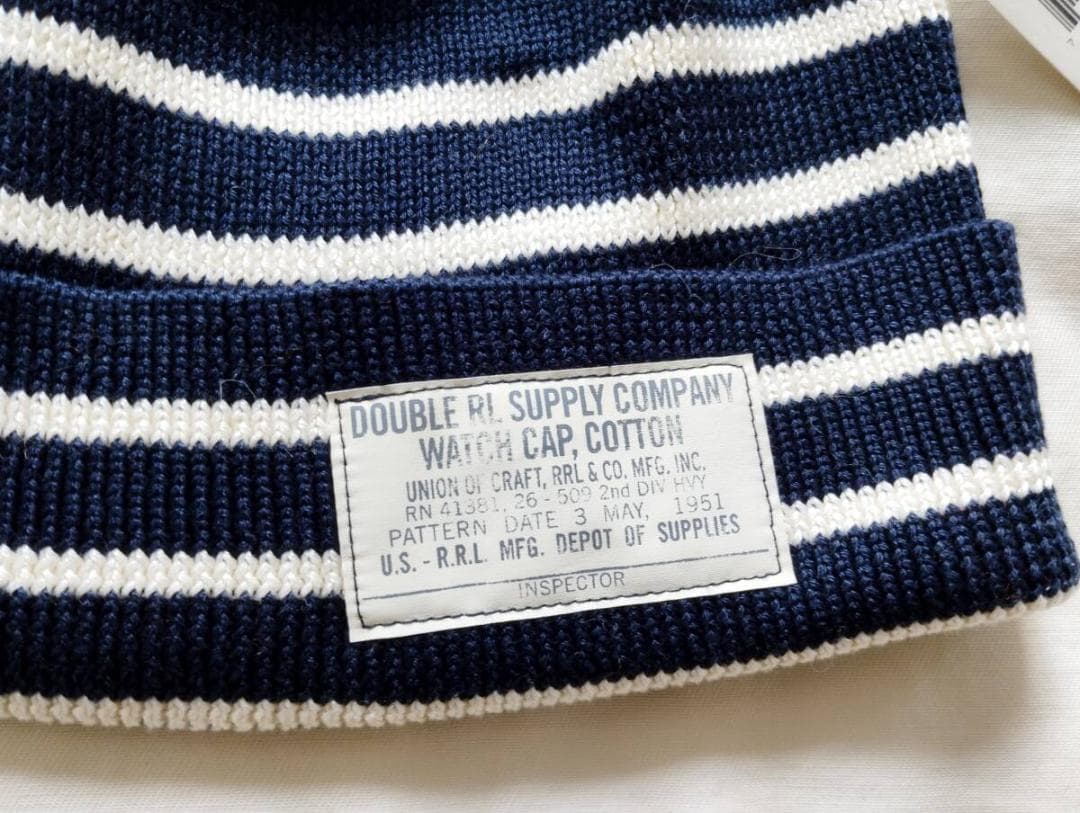 DOUBLE RL SUPPLY COMPANY
WATCH CAP, COTTON
UNION OF CRAFT, RRL & CO. MFG. INC.
RN 41381, 26 - 509 2nd DIV HVY
PATTERN DATE 3 MAY, 1951
U.S. - R.R.L. MFG. DEPOT OF SUPPLIES
INSPECTOR